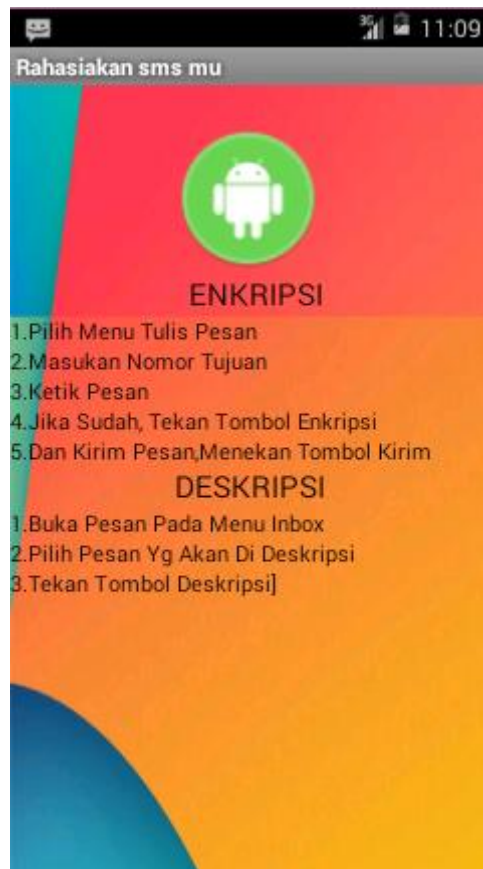 3G 11:09
Rahasiakan sms mu
ENKRIPSI
1.Pilih Menu Tulis Pesan
2.Masukan Nomor Tujuan
3.Ketik Pesan
4.Jika Sudah, Tekan Tombol Enkripsi
5.Dan Kirim Pesan,Menekan Tombol Kirim
DESKRIPSI
1.Buka Pesan Pada Menu Inbox
2.Pilih Pesan Yg Akan Di Deskripsi
3.Tekan Tombol Deskripsi]